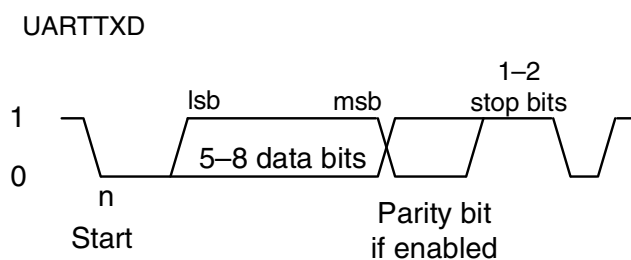 UARTTXD
1–2
lsb
msb
stop bits
1
5–8 data bits
0
n
Start
Parity bit
if enabled